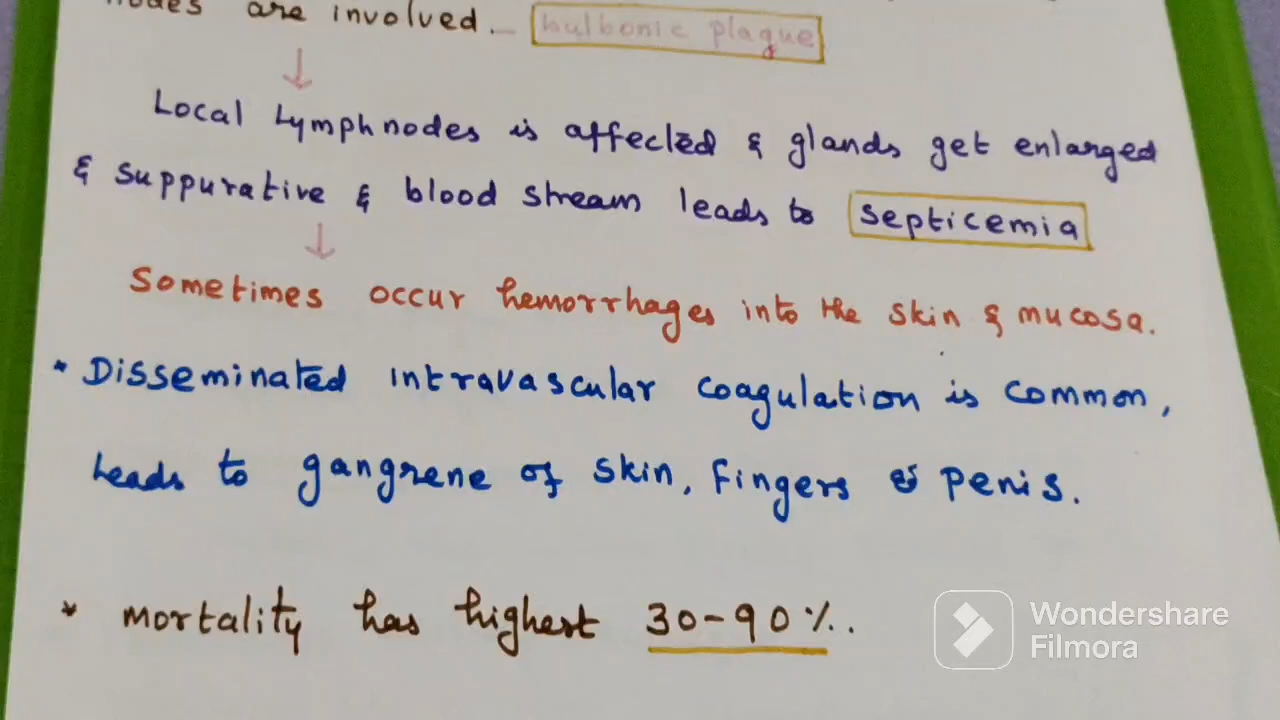 nodes are involved. bulbonic plague
Local Lymphnodes is affected & glands get enlarged
& suppurative & blood stream leads to septicemia
Sometimes occur hemorrhages into the skin & mucosa.
* Disseminated intravascular coagulation is common,
leads to gangrene of skin, fingers & penis.
* mortality has highest 30-90%.
Wondershare
Filmora